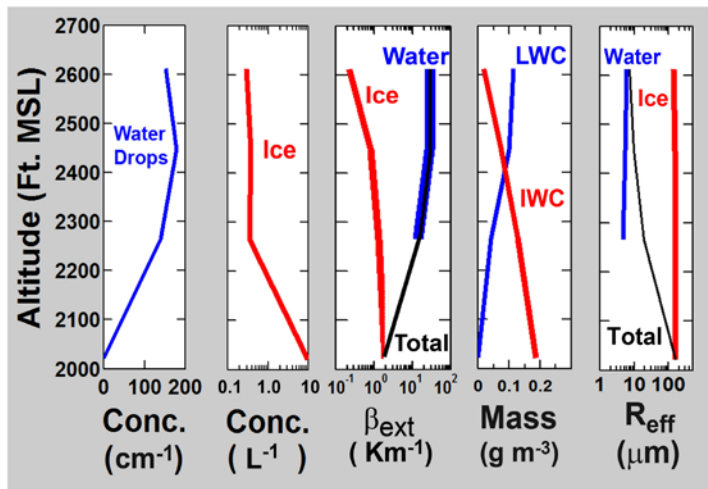 Altitude (Ft. MSL)
2700
2600
2500
2400
2300
2200
2100
2000
Water
Drops
0 100 200
Conc.
(cm⁻¹)
Ice
0.1 1.0 10
Conc.
( L⁻¹)
Water
Ice
Total
10⁻¹ 10⁰ 10¹ 10²
βext
( Km⁻¹)
LWC
IWC
0 0.1 0.2
Mass
(g m⁻³)
Water
Ice
Total
1 10 100
Reff
(μm)